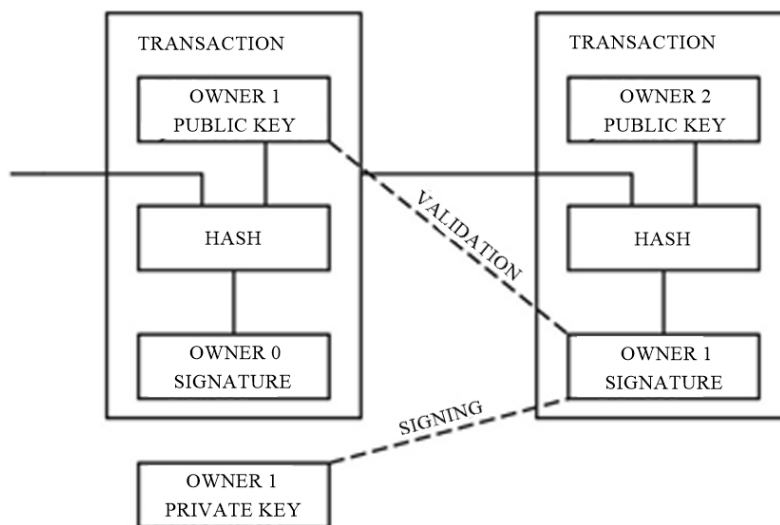 TRANSACTION
OWNER 1
PUBLIC KEY
HASH
OWNER 0
SIGNATURE
OWNER 1
PRIVATE KEY
VALIDATION
SIGNING
TRANSACTION
OWNER 2
PUBLIC KEY
HASH
OWNER 1
SIGNATURE